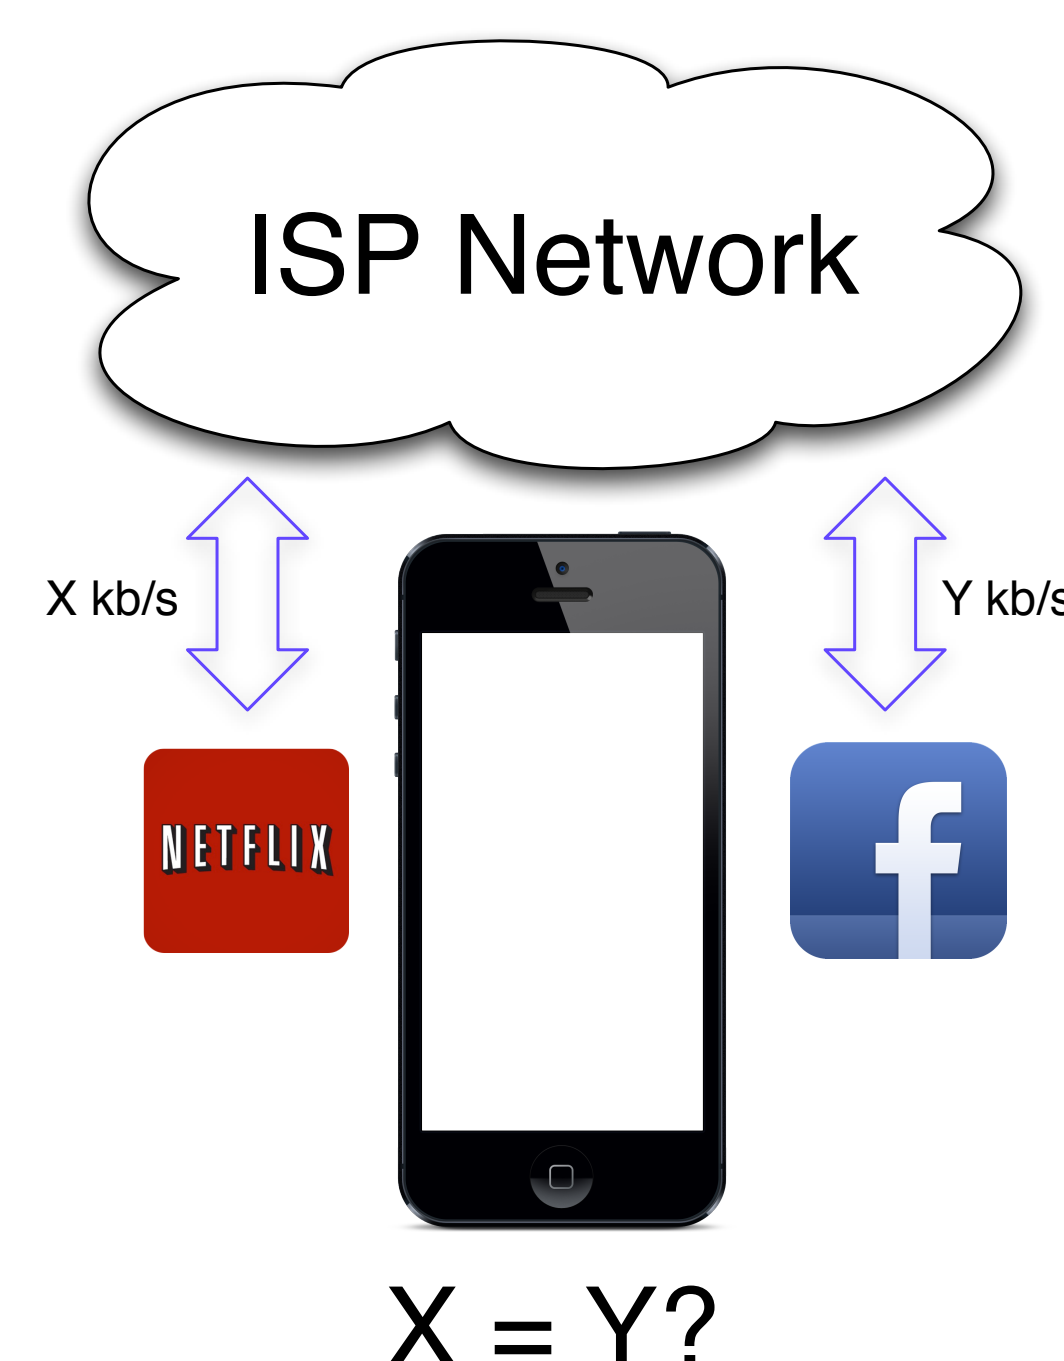 ISP Network
X kb/s
Y kb/s
NETFLIX
f
X = Y?